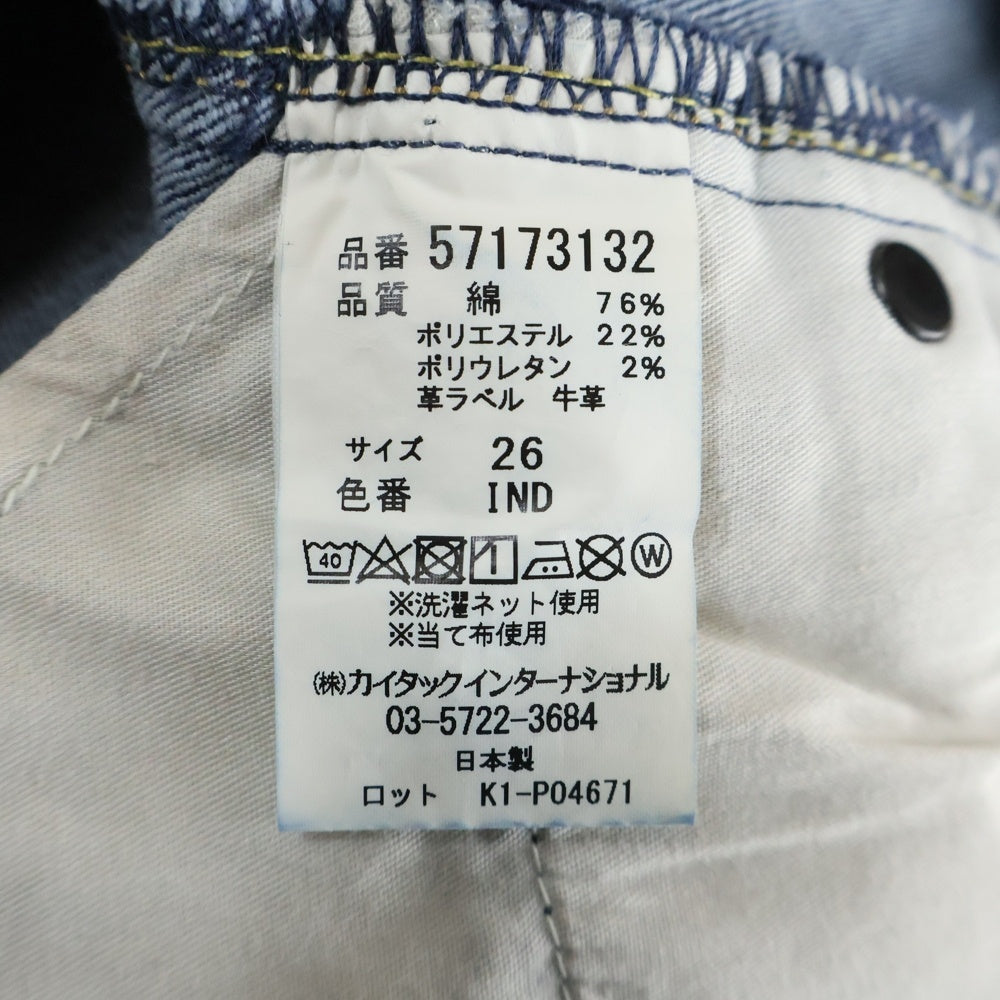 品番 57173132
品質 綿 76%
ポリエステル 22%
ポリウレタン 2%
革ラベル 牛革
サイズ 26
色番 IND
40 W
※洗濯ネット使用
※当て布使用
㈱カイタックインターナショナル
03-5722-3684
日本製
ロット K1-P04671